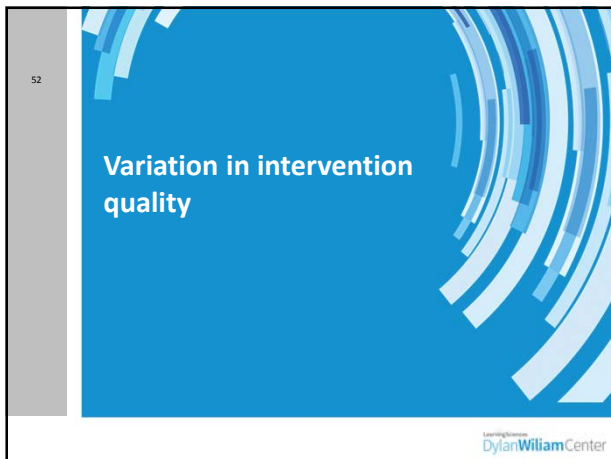 52
Variation in intervention
quality
LearningSciences
DylanWiliamCenter